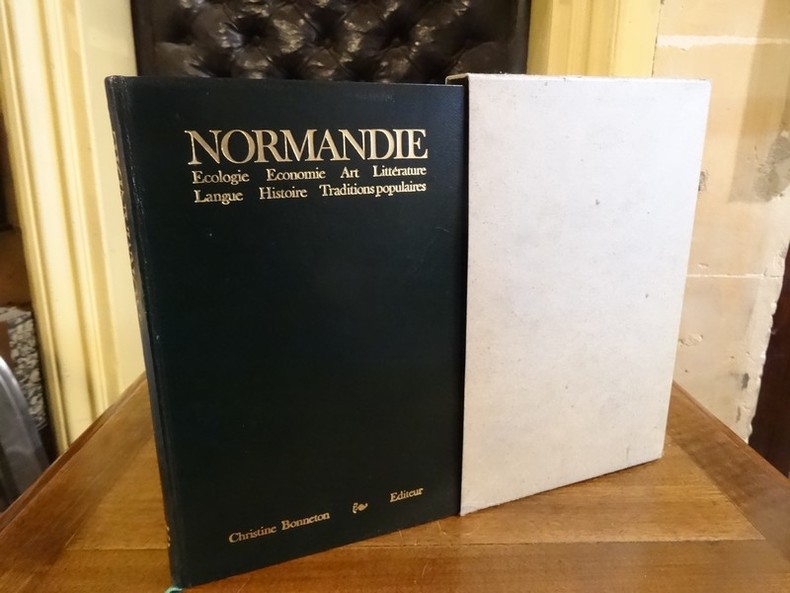 NORMANDIE
Ecologie Economie Art Littérature
Langue Histoire Traditions populaires
Christine Bonneton Editeur